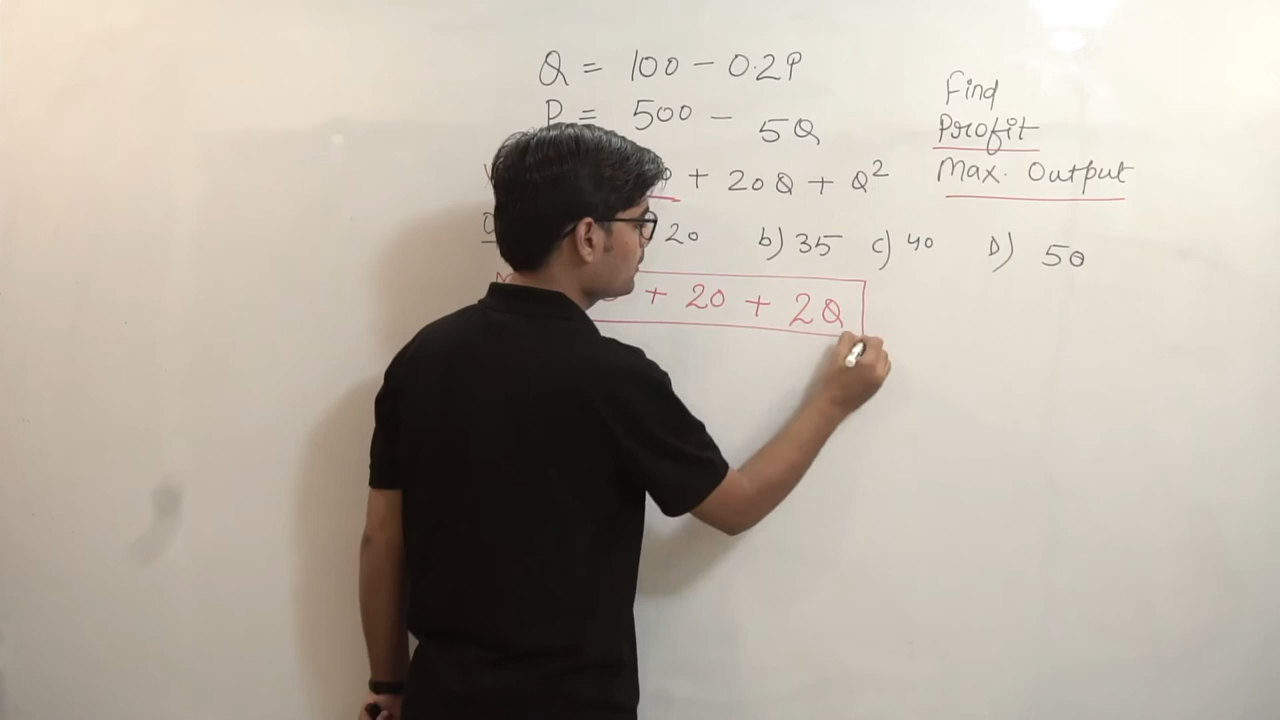 Q = 100 - 0.2P
P = 500 - 5Q
+ 20Q + Q²
20 b) 35 c) 40 D) 50
+ 20 + 2Q
Find
Profit
Max. Output